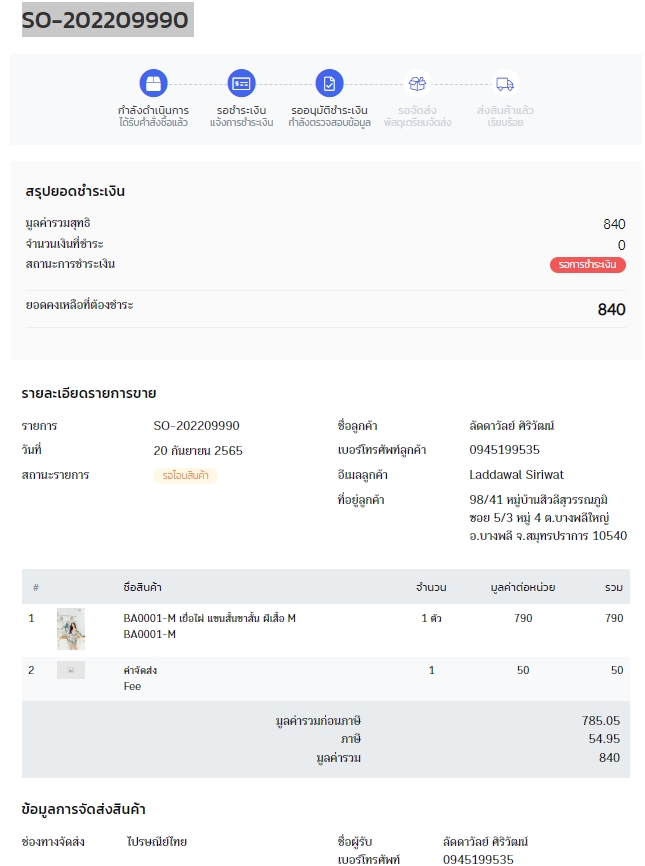 SO-202209990
กำลังดำเนินการ
ได้รับคำสั่งซื้อแล้ว
รอชำระเงิน
แจ้งการชำระเงิน
รออนุมัติชำระเงิน
กำลังตรวจสอบข้อมูล
รอจัดส่ง
พัสดุเตรียมจัดส่ง
ส่งสินค้าแล้ว
เรียบร้อย
สรุปยอดชำระเงิน
มูลค่ารวมสุทธิ 840
จำนวนเงินที่ชำระ 0
สถานะการชำระเงิน รอการชำระเงิน
ยอดคงเหลือที่ต้องชำระ 840
รายละเอียดรายการขาย
รายการ SO-202209990 ชื่อลูกค้า ลัดดาวัลย์ ศิริวัฒน์
วันที่ 20 กันยายน 2565 เบอร์โทรศัพท์ลูกค้า 0945199535
สถานะรายการ รอโอนสินค้า อีเมลลูกค้า Laddawal Siriwat
ที่อยู่ลูกค้า 98/41 หมู่บ้านสิวลีสุวรรณภูมิ
ซอย 5/3 หมู่ 4 ต.บางพลีใหญ่
อ.บางพลี จ.สมุทรปราการ 10540
# ชื่อสินค้า จำนวน มูลค่าต่อหน่วย รวม
1 BA0001-M เยื่อไผ่ แขนสั้นขาสั้น ผีเสื้อ M 1 ตัว 790 790
BA0001-M
2 ค่าจัดส่ง 1 50 50
Fee
มูลค่ารวมก่อนภาษี 785.05
ภาษี 54.95
มูลค่ารวม 840
ข้อมูลการจัดส่งสินค้า
ช่องทางจัดส่ง ไปรษณีย์ไทย ชื่อผู้รับ ลัดดาวัลย์ ศิริวัฒน์
เบอร์โทรศัพท์ 0945199535